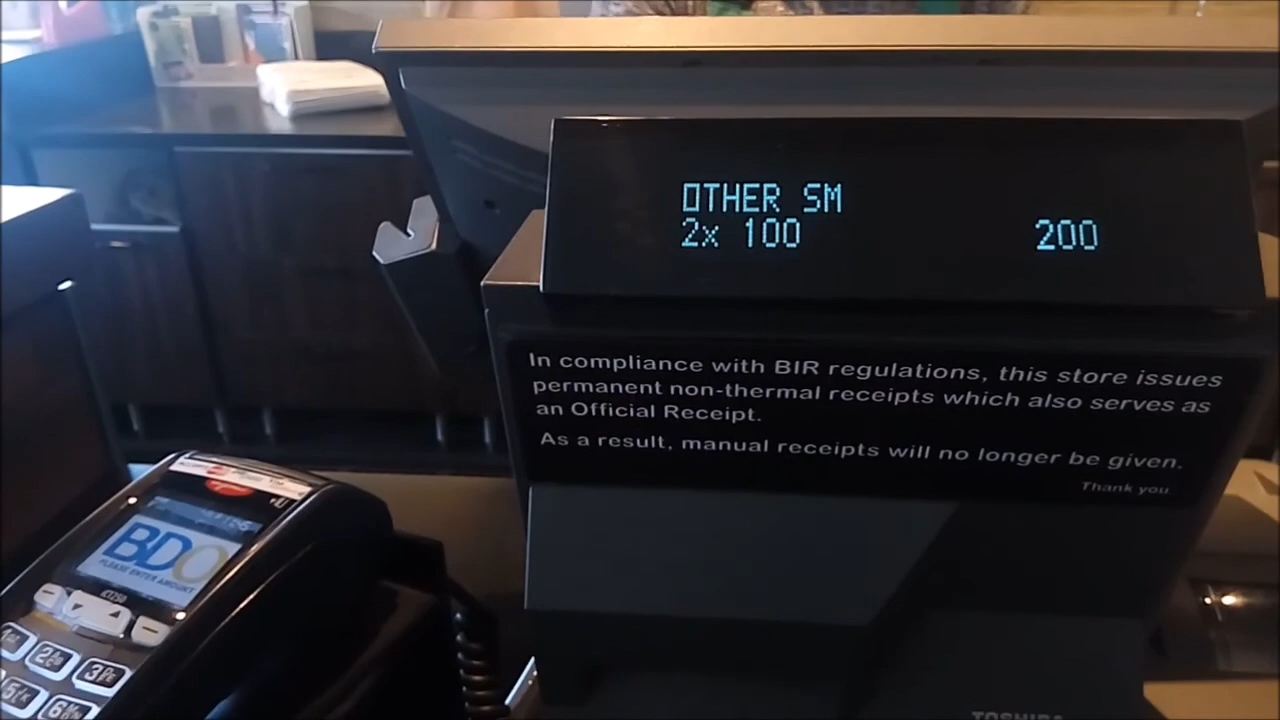 OTHER SM
2x 100 200
In compliance with BIR regulations, this store issues
permanent non-thermal receipts which also serves as
an Official Receipt.
As a result, manual receipts will no longer be given.
Thank you
BDO
PLEASE ENTER AMOUNT
TOSHIBA